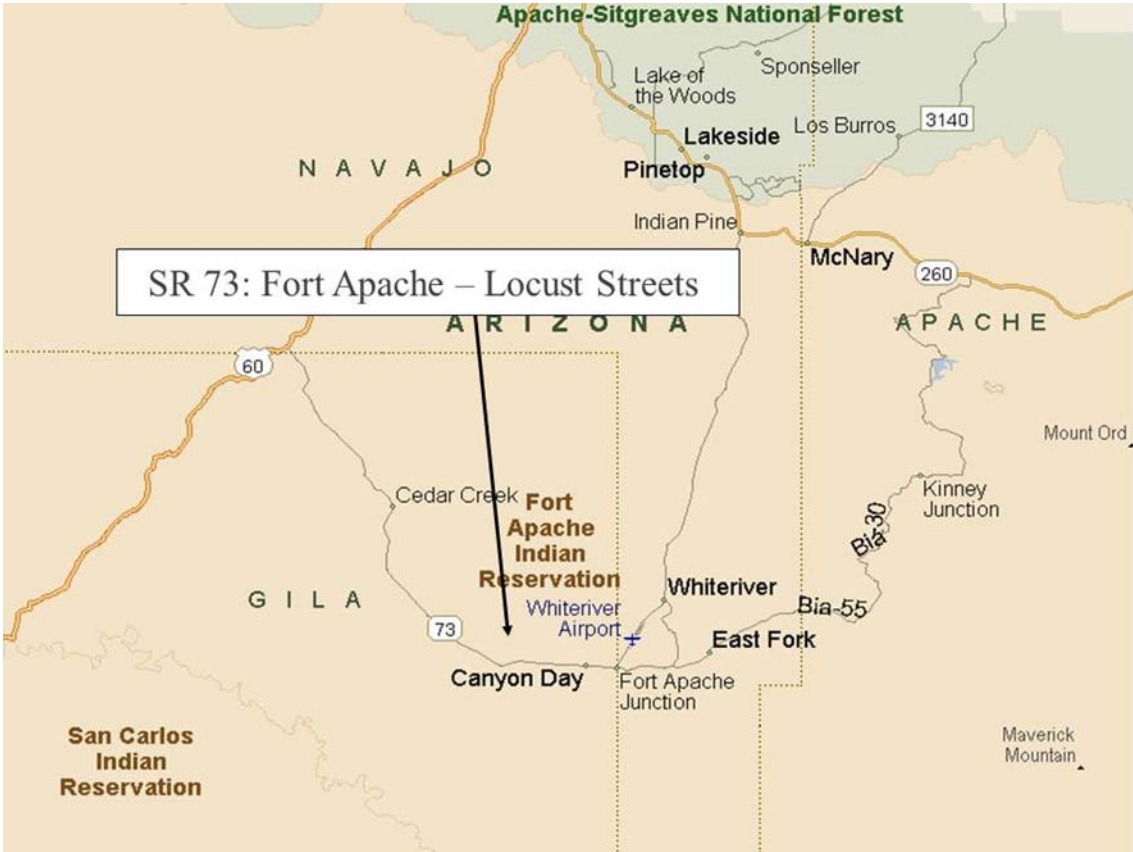 Apache-Sitgreaves National Forest
Sponseller
Lake of
the Woods
3140
Los Burros
Lakeside
Pinetop
NAVAJO
Indian Pine
McNary
260
SR 73: Fort Apache – Locust Streets
ARIZONA
APACHE
60
Mount Ord
Cedar Creek
Kinney
Junction
Fort
Apache
Indian
Reservation
Bia-30
Whiteriver
GILA
Whiteriver
Airport
Bia-55
73
East Fork
Canyon Day
Fort Apache
Junction
San Carlos
Indian
Reservation
Maverick
Mountain